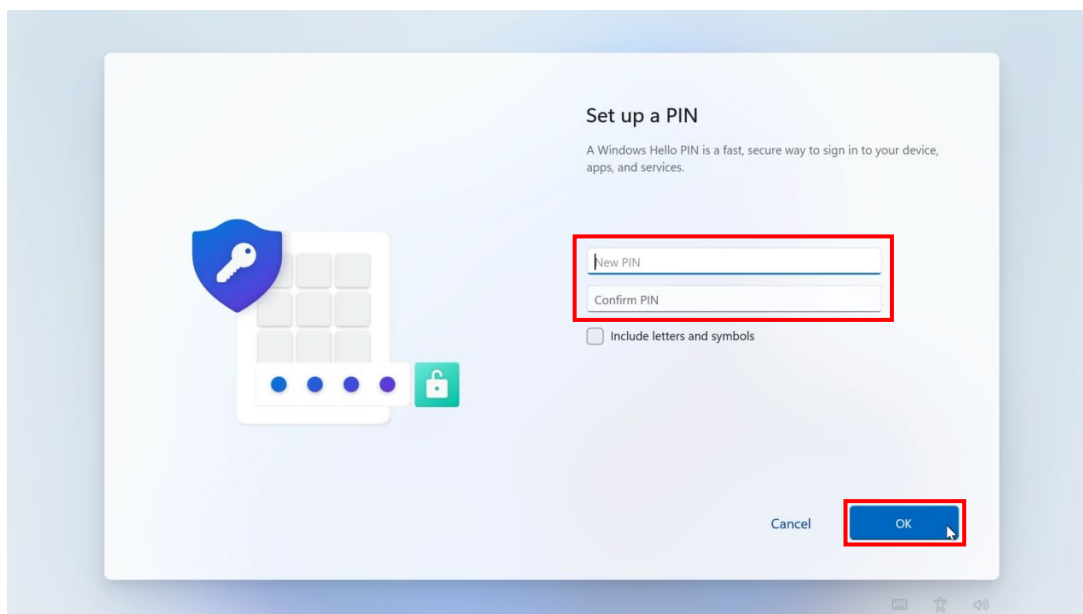 Set up a PIN
A Windows Hello PIN is a fast, secure way to sign in to your device,
apps, and services.
New PIN
Confirm PIN
Include letters and symbols
Cancel
OK